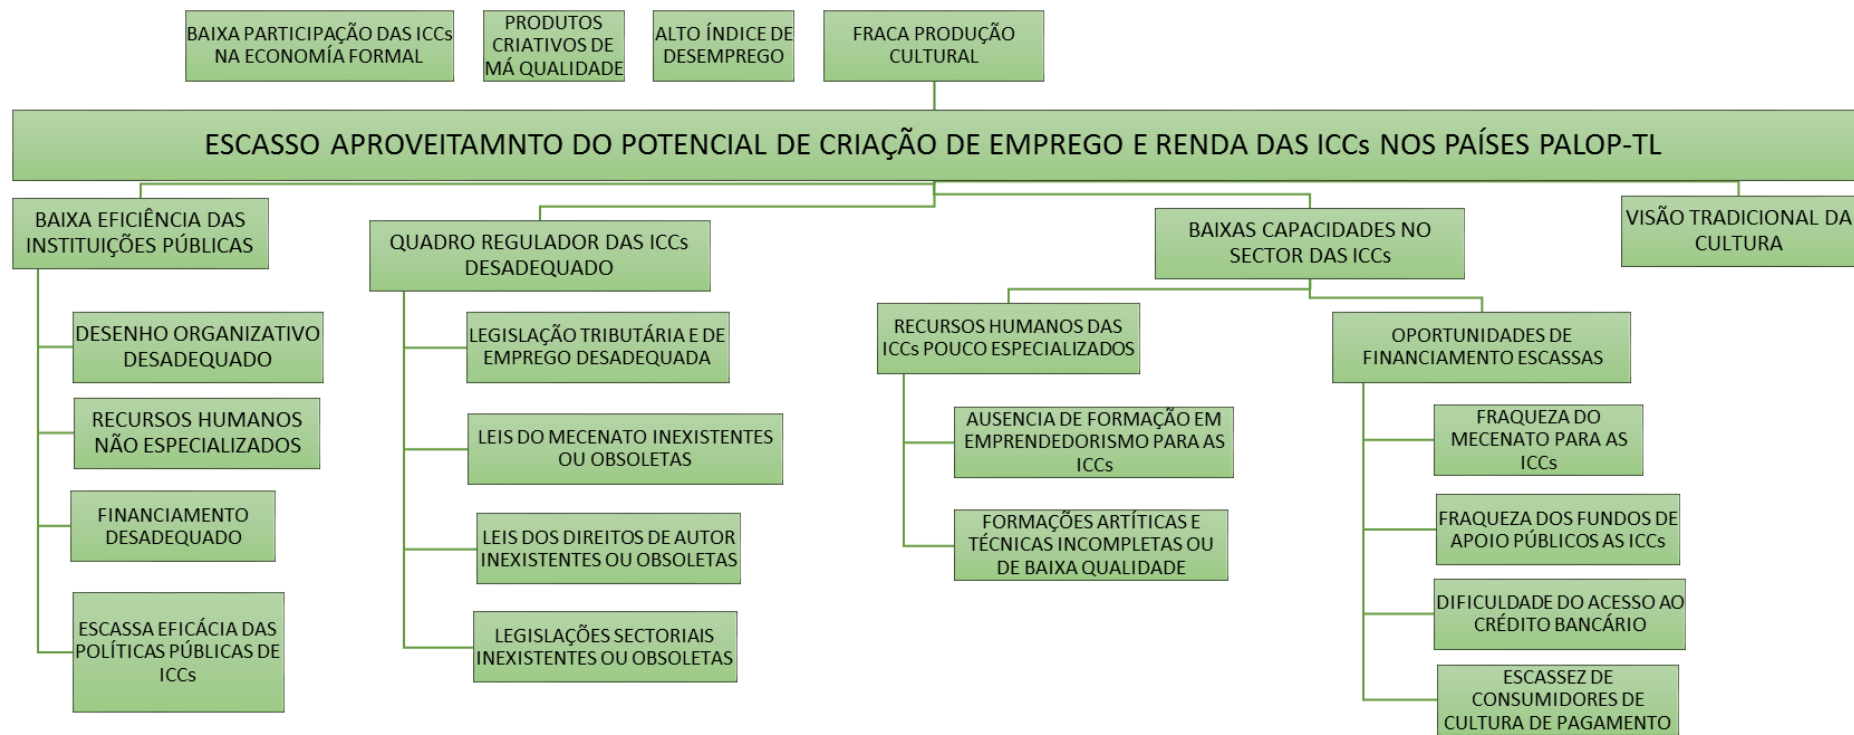 BAIXA PARTICIPAÇÃO DAS ICCs
NA ECONOMÍA FORMAL
PRODUTOS
CRIATIVOS DE
MÁ QUALIDADE
ALTO ÍNDICE DE
DESEMPREGO
FRACA PRODUÇÃO
CULTURAL
ESCASSO APROVEITAMNTO DO POTENCIAL DE CRIAÇÃO DE EMPREGO E RENDA DAS ICCs NOS PAÍSES PALOP-TL
BAIXA EFICIÊNCIA DAS
INSTITUIÇÕES PÚBLICAS
DESENHO ORGANIZATIVO
DESADEQUADO
RECURSOS HUMANOS
NÃO ESPECIALIZADOS
FINANCIAMENTO
DESADEQUADO
ESCASSA EFICÁCIA DAS
POLÍTICAS PÚBLICAS DE
ICCs
QUADRO REGULADOR DAS ICCs
DESADEQUADO
LEGISLAÇÃO TRIBUTÁRIA E DE
EMPREGO DESADEQUADA
LEIS DO MECENATO INEXISTENTES
OU OBSOLETAS
LEIS DOS DIREITOS DE AUTOR
INEXISTENTES OU OBSOLETAS
LEGISLAÇÕES SECTORIAIS
INEXISTENTES OU OBSOLETAS
BAIXAS CAPACIDADES NO
SECTOR DAS ICCs
RECURSOS HUMANOS DAS
ICCs POUCO ESPECIALIZADOS
AUSENCIA DE FORMAÇÃO EM
EMPRENDEDORISMO PARA AS
ICCs
FORMAÇÕES ARTÍTICAS E
TÉCNICAS INCOMPLETAS OU
DE BAIXA QUALIDADE
OPORTUNIDADES DE
FINANCIAMENTO ESCASSAS
FRAQUEZA DO
MECENATO PARA AS
ICCs
FRAQUEZA DOS FUNDOS DE
APOIO PÚBLICOS AS ICCs
DIFICULDADE DO ACESSO AO
CRÉDITO BANCÁRIO
ESCASSEZ DE
CONSUMIDORES DE
CULTURA DE PAGAMENTO
VISÃO TRADICIONAL DA
CULTURA